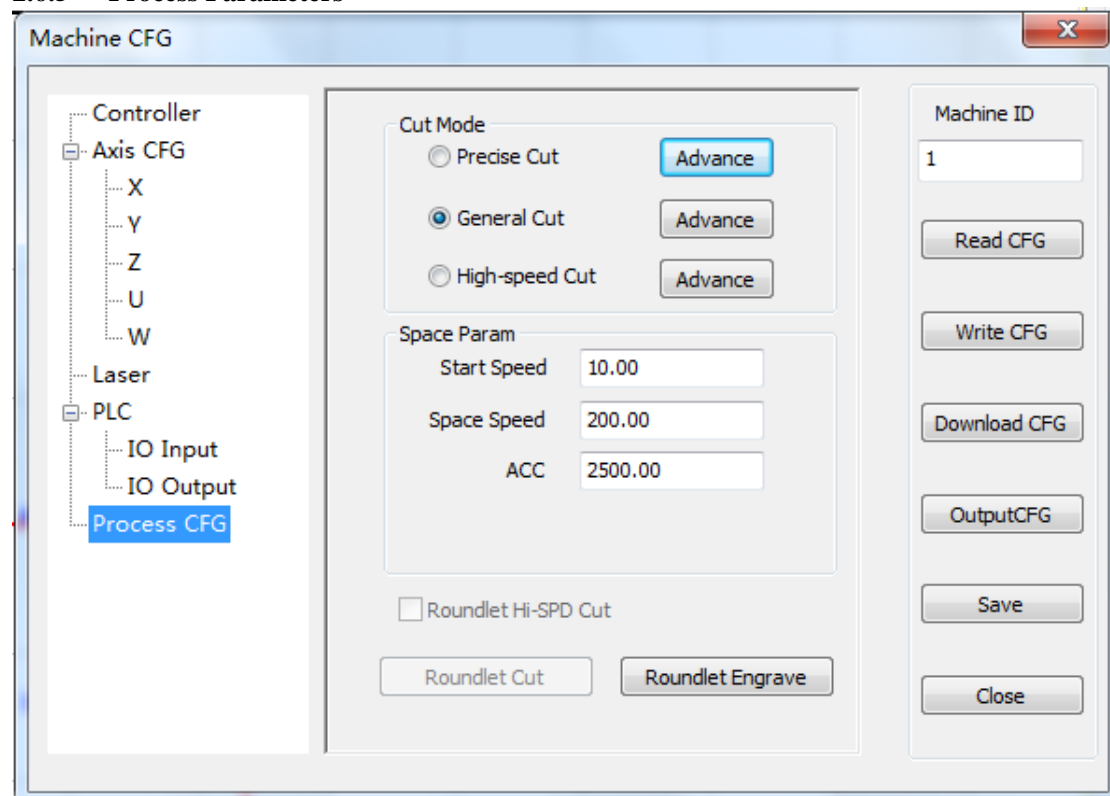 Process Parameters
Machine CFG
X
Controller
Axis CFG
X
Y
Z
U
W
Laser
PLC
IO Input
IO Output
Process CFG
Cut Mode
Precise Cut Advance
General Cut Advance
High-speed Cut Advance
Space Param
Start Speed 10.00
Space Speed 200.00
ACC 2500.00
Roundlet Hi-SPD Cut
Roundlet Cut Roundlet Engrave
Machine ID
1
Read CFG
Write CFG
Download CFG
OutputCFG
Save
Close